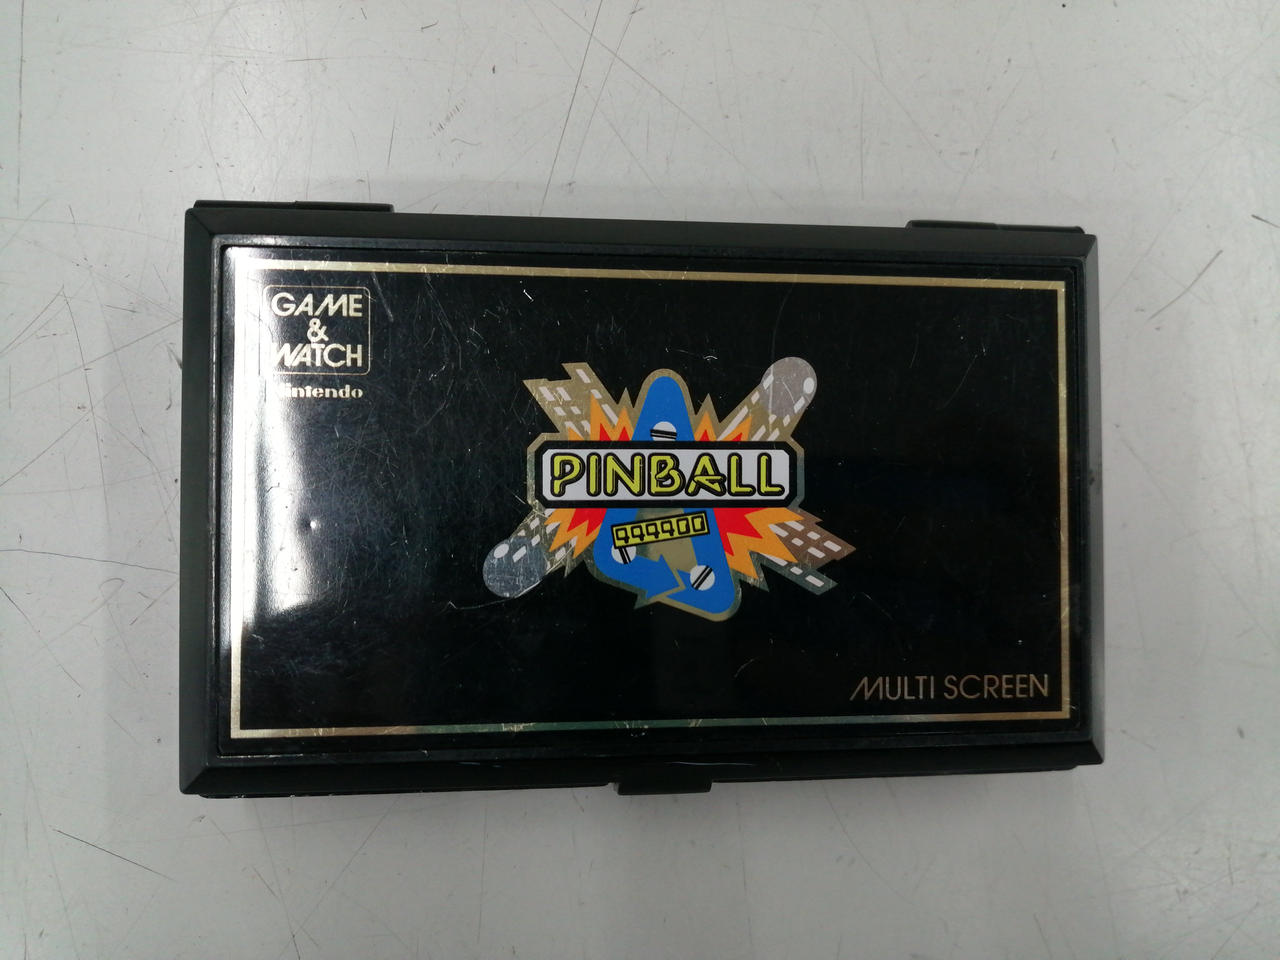 GAME
&
WATCH
Nintendo
PINBALL
999900
MULTI SCREEN